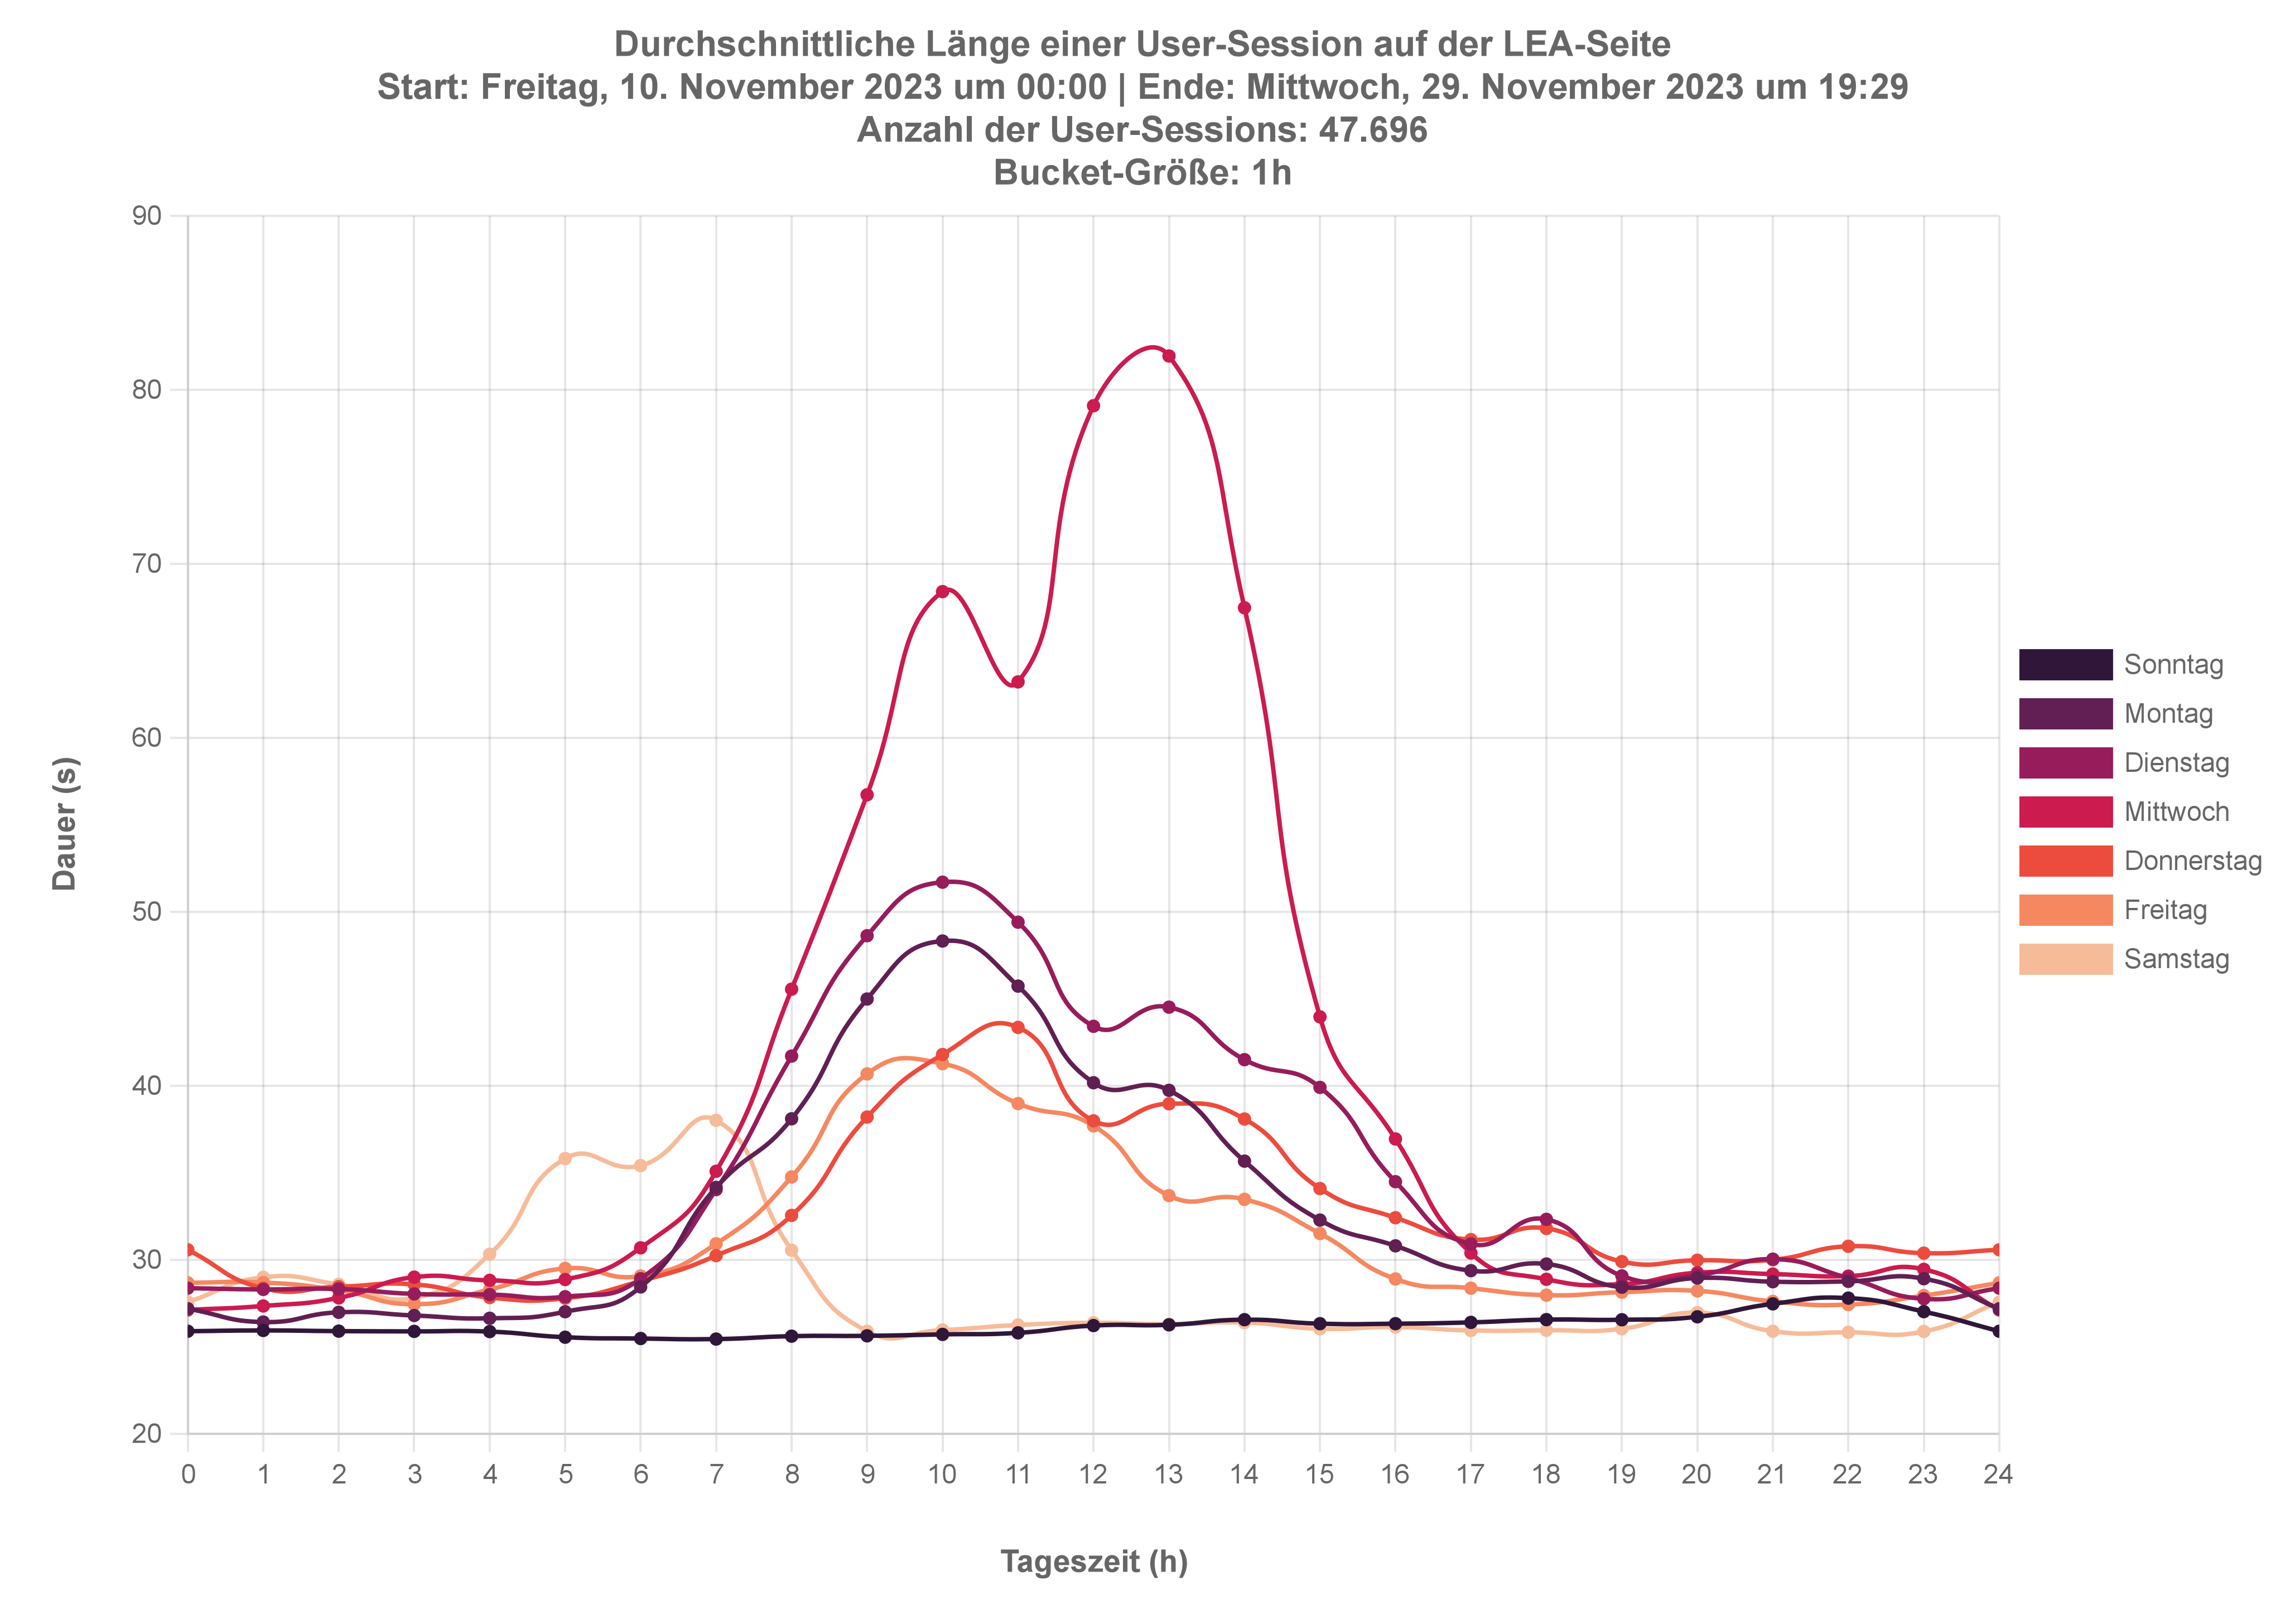 Durchschnittliche Länge einer User-Session auf der LEA-Seite
Start: Freitag, 10. November 2023 um 00:00 | Ende: Mittwoch, 29. November 2023 um 19:29
Anzahl der User-Sessions: 47.696
Bucket-Größe: 1h
90
80
70
60
50
40
30
20
Dauer (s)
0 1 2 3 4 5 6 7 8 9 10 11 12 13 14 15 16 17 18 19 20 21 22 23 24
Tageszeit (h)
Sonntag
Montag
Dienstag
Mittwoch
Donnerstag
Freitag
Samstag